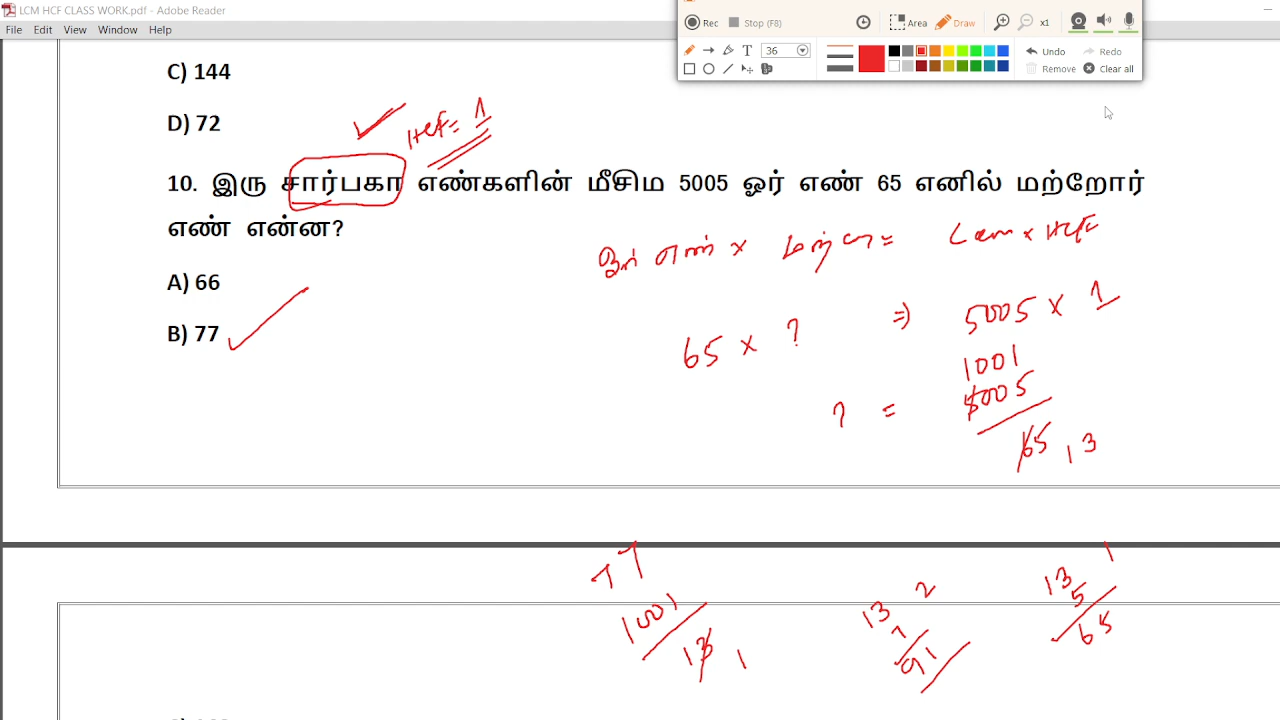 LCM HCF CLASS WORK.pdf - Adobe Reader
File Edit View Window Help
Rec Stop (F8) Area Draw x1
T 36 Undo Redo
Remove Clear all
C) 144
D) 72
HCF = 1
10. இரு சார்பகா எண்களின் மீசிம 5005 ஓர் எண் 65 எனில் மற்றோர்
எண் என்ன?
ஓர் எண் x = Lcm x HCF
A) 66
B) 77
65 x ? => 5005 x 1
1001
? = 5005
65 13
77
1001
13 1
13 2
7
91
13 1
5
65